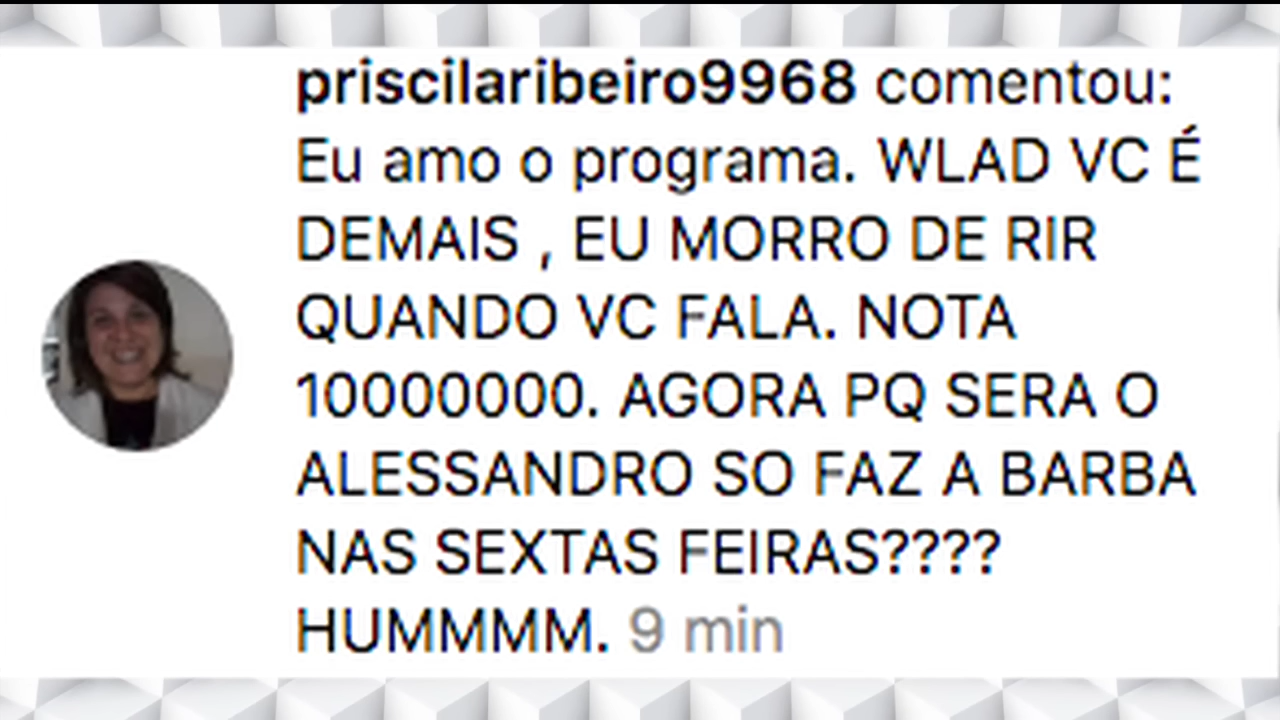 priscilaribeiro9968 comentou:
Eu amo o programa. WLAD VC É
DEMAIS , EU MORRO DE RIR
QUANDO VC FALA. NOTA
10000000. AGORA PQ SERA O
ALESSANDRO SO FAZ A BARBA
NAS SEXTAS FEIRAS????
HUMMMM. 9 min